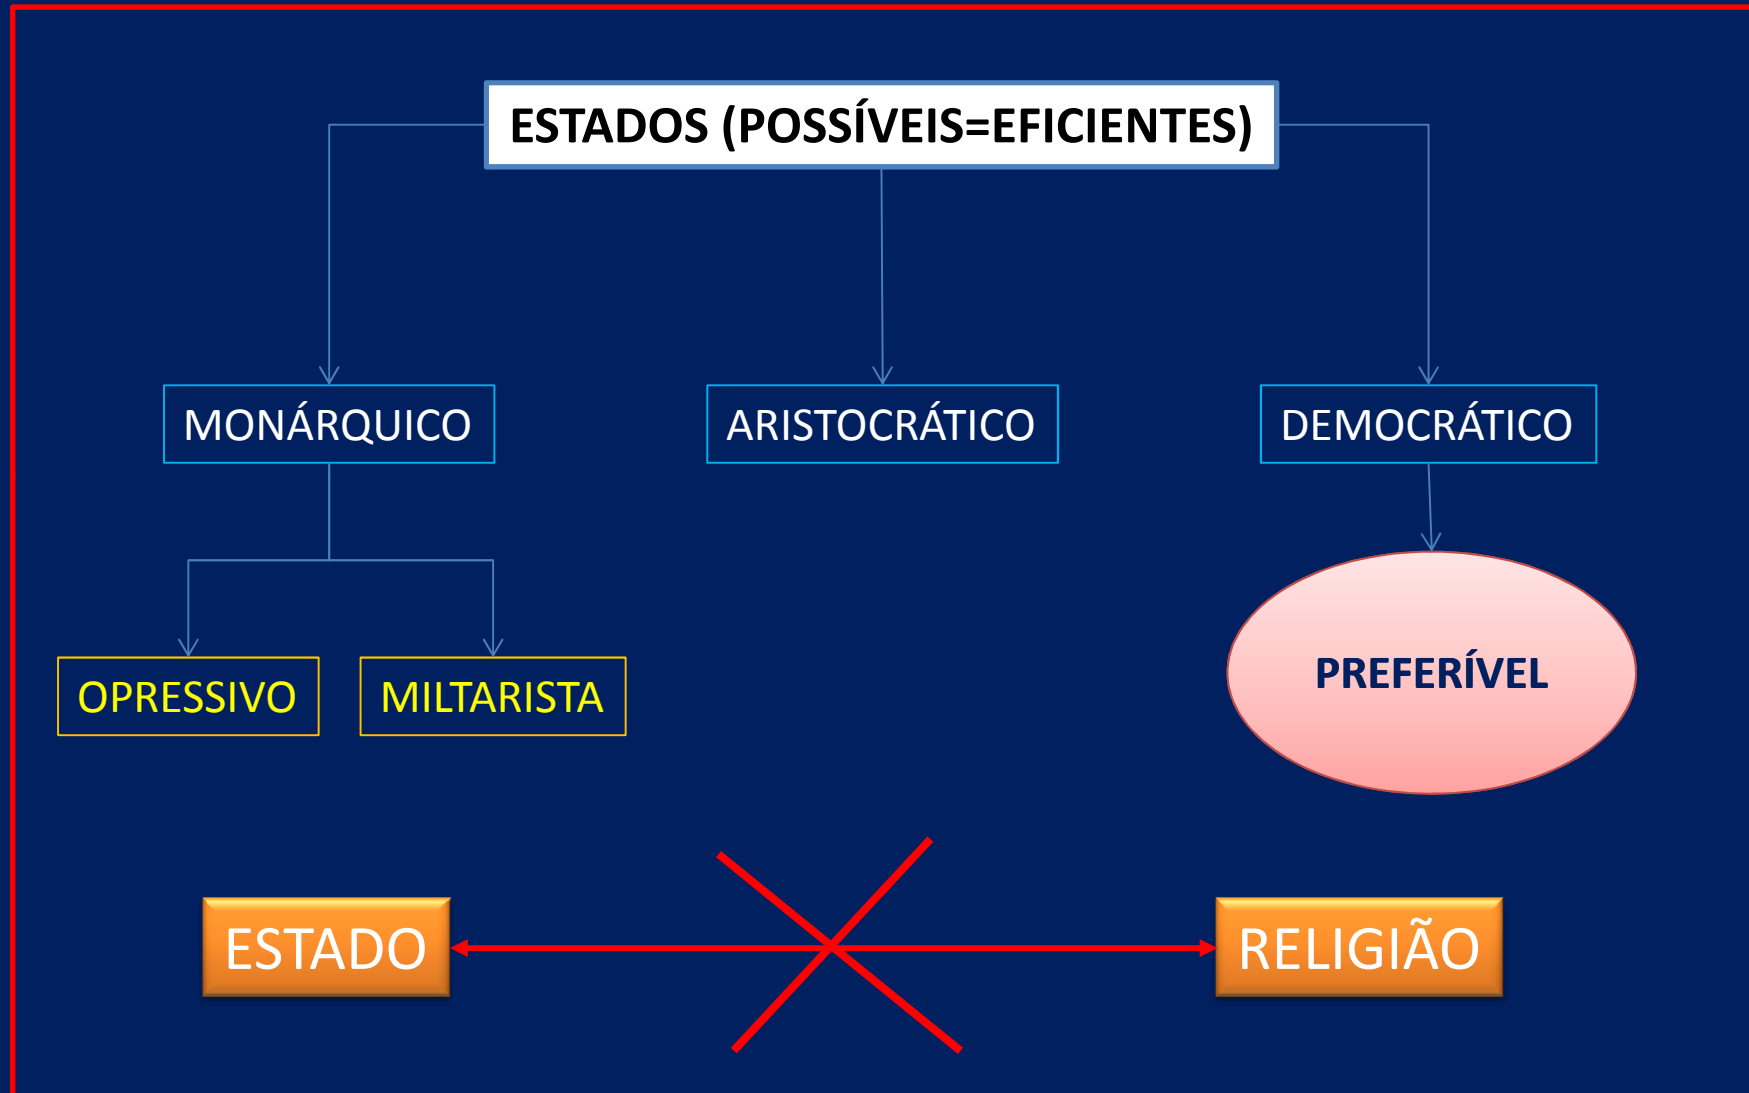 ESTADOS (POSSÍVEIS=EFICIENTES)
MONÁRQUICO
ARISTOCRÁTICO
DEMOCRÁTICO
OPRESSIVO
MILTARISTA
PREFERÍVEL
ESTADO
RELIGIÃO